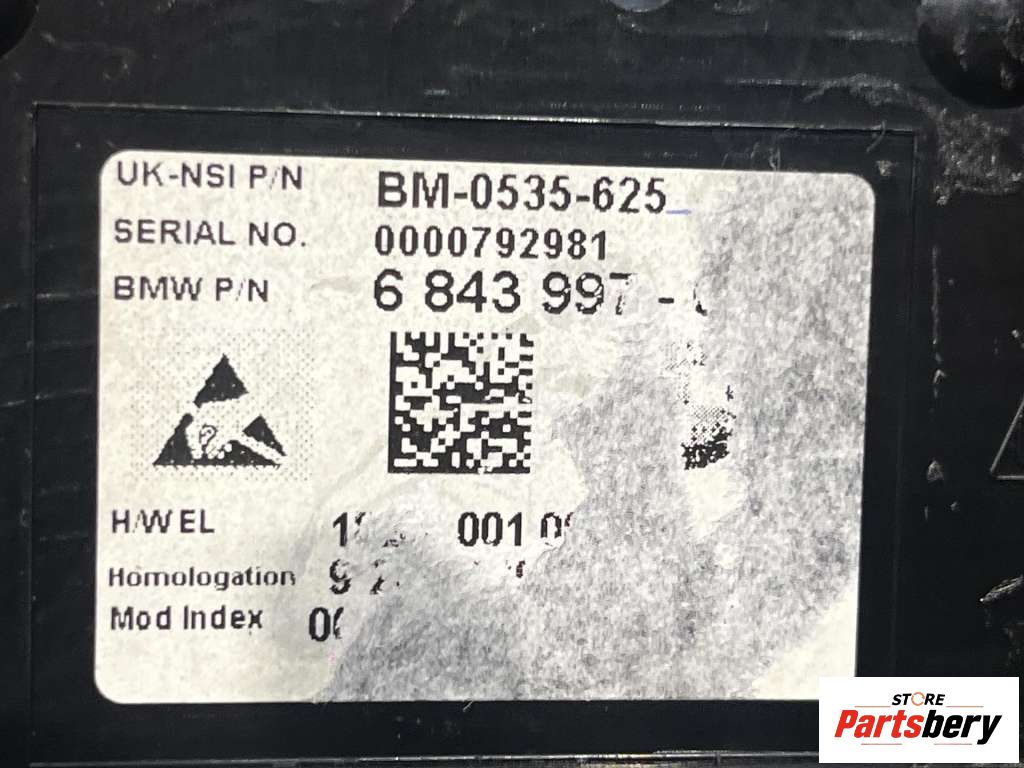 UK-NSI P/N BM-0535-625
SERIAL NO. 0000792981
BMW P/N 6 843 997 -
H/W EL 001
Homologation
Mod Index
STORE
Partsbery